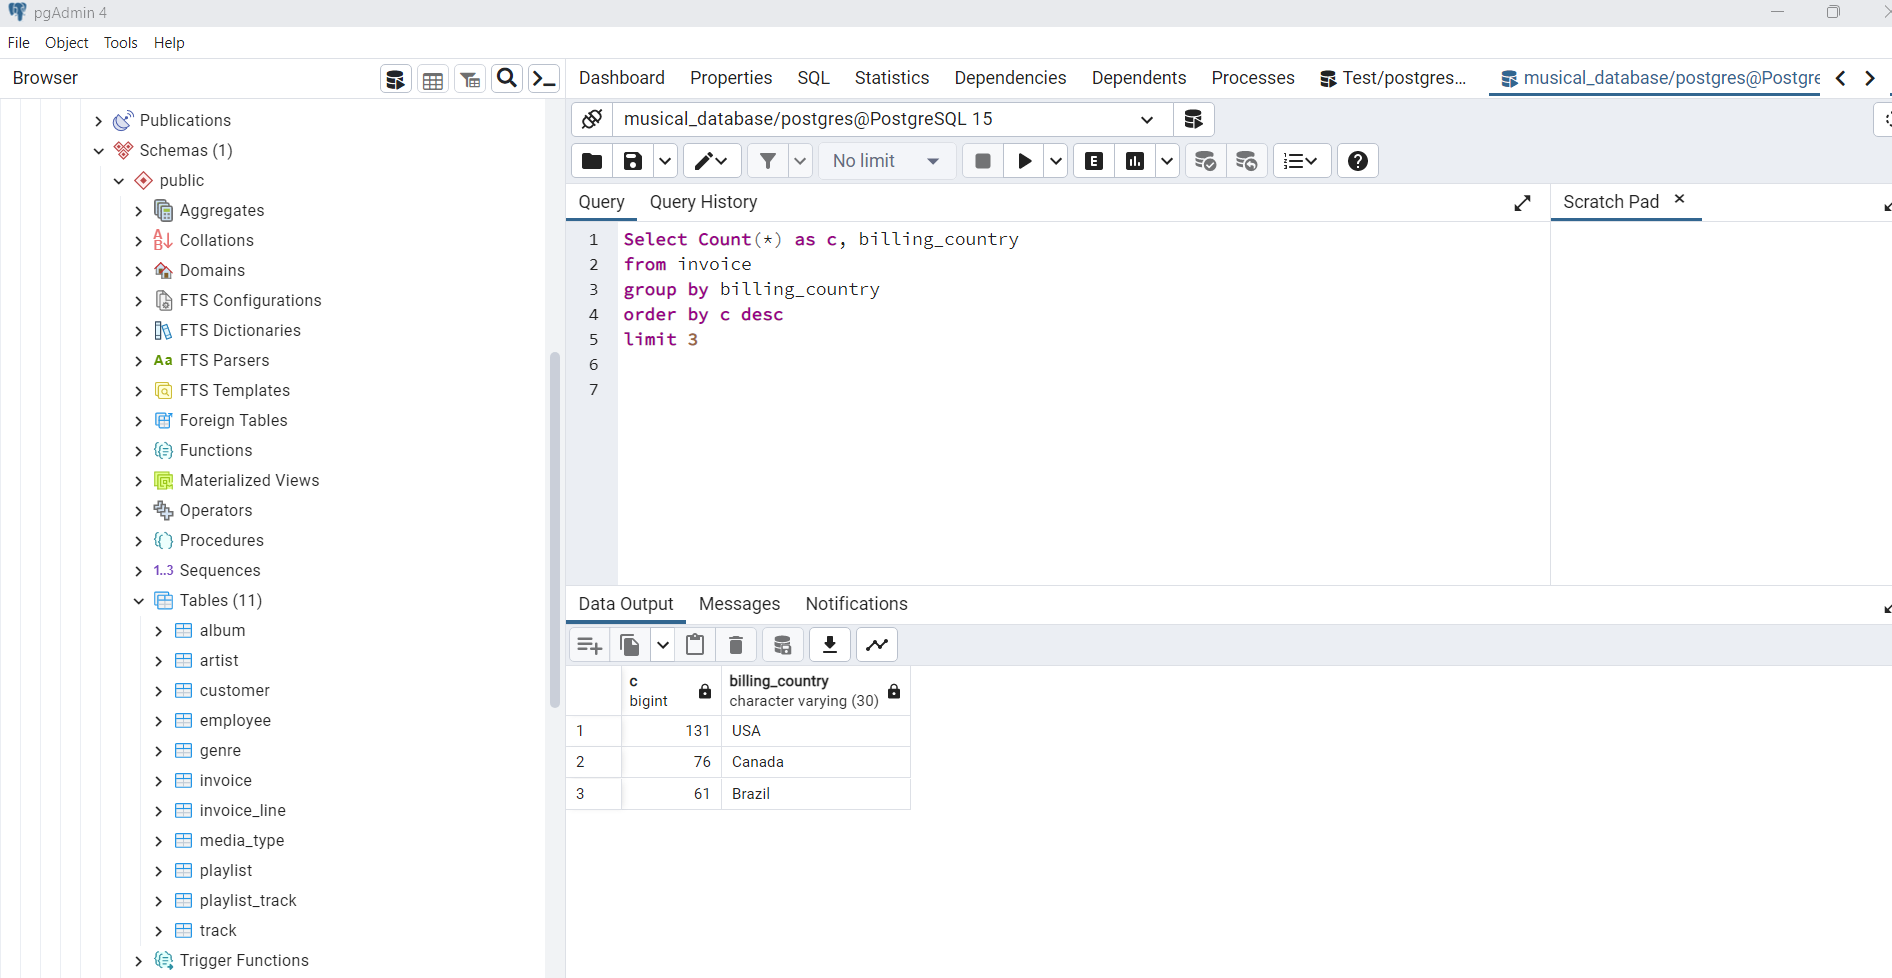 pgAdmin 4
File Object Tools Help
Browser
Dashboard Properties SQL Statistics Dependencies Dependents Processes Test/postgres... musical_database/postgres@Postgre
musical_database/postgres@PostgreSQL 15
No limit
E
Query Query History
Scratch Pad
1 Select Count(*) as c, billing_country
2 from invoice
3 group by billing_country
4 order by c desc
5 limit 3
6
7
Publications
Schemas (1)
public
Aggregates
Collations
Domains
FTS Configurations
FTS Dictionaries
Aa FTS Parsers
FTS Templates
Foreign Tables
Functions
Materialized Views
Operators
Procedures
1..3 Sequences
Tables (11)
album
artist
customer
employee
genre
invoice
invoice_line
media_type
playlist
playlist_track
track
Trigger Functions
Data Output Messages Notifications
c billing_country
bigint character varying (30)
1 131 USA
2 76 Canada
3 61 Brazil